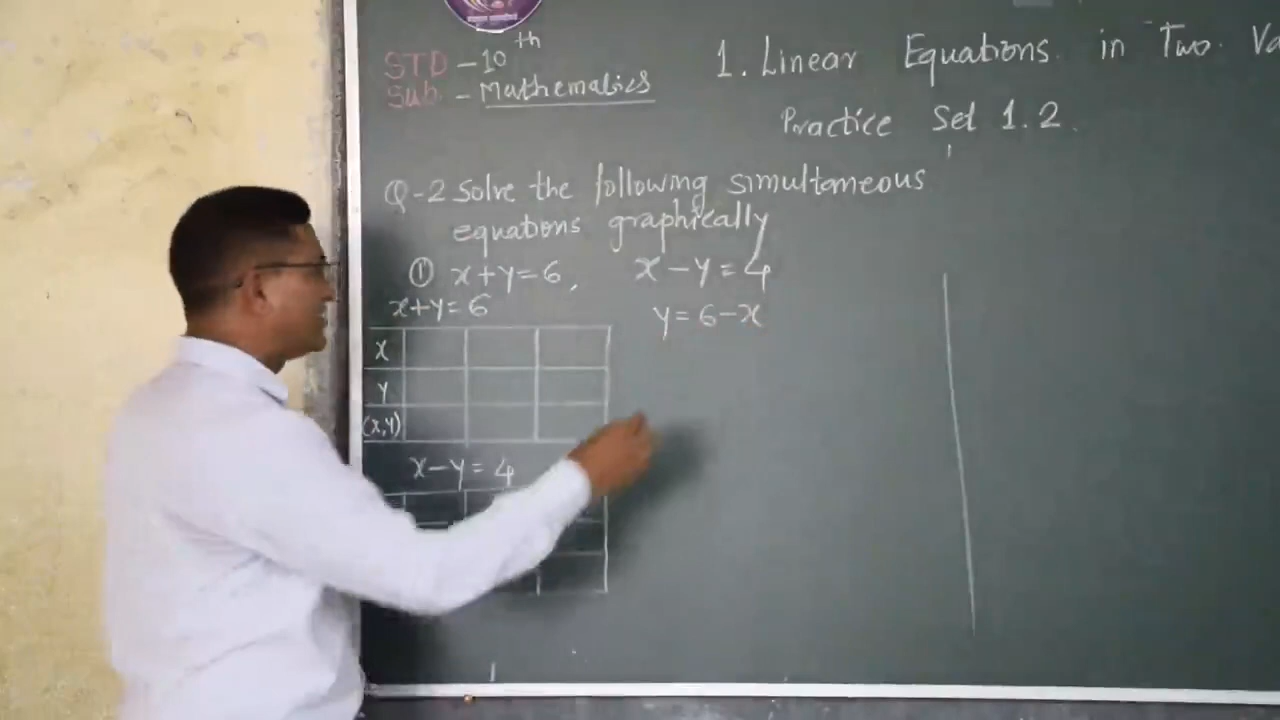 STD - 10th
Sub - Mathematics
1. Linear Equations in Two Va
Practice Set 1.2.
Q-2 Solve the following simultaneous
equations graphically
① x+y=6, x-y=4
x+y=6
y=6-x
X
Y
(X,Y)
x-y=4